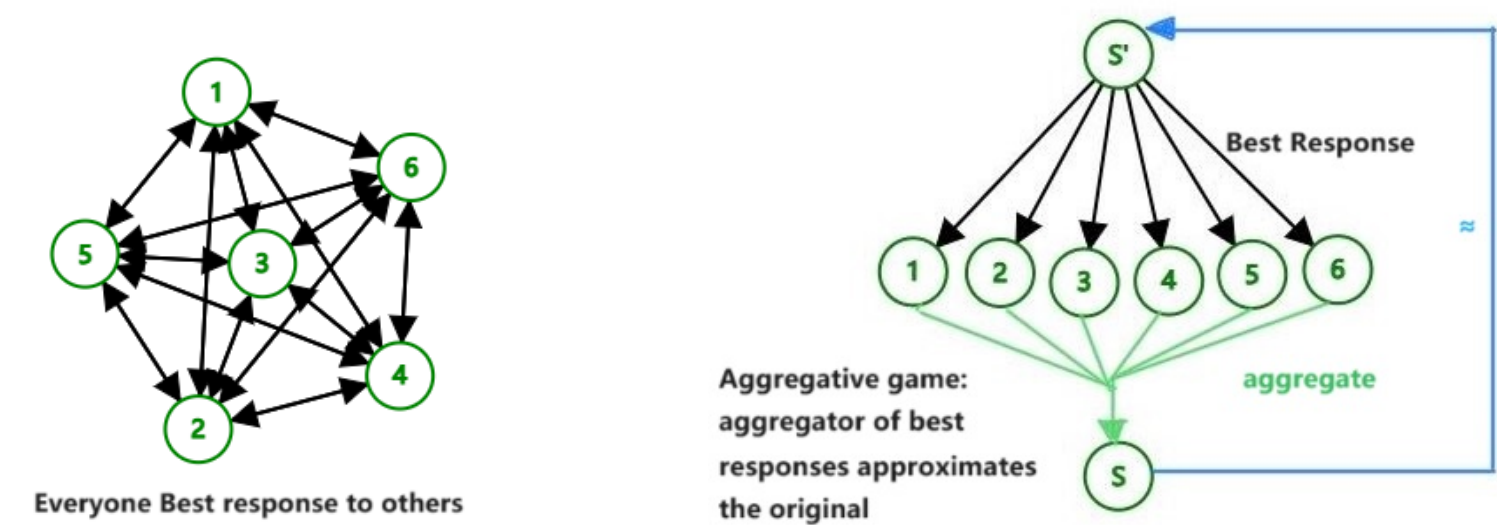 1
6
5
3
4
2
Everyone Best response to others
S'
Best Response
1 2 3 4 5 6
≈
Aggregative game:
aggregator of best
responses approximates
the original
aggregate
S